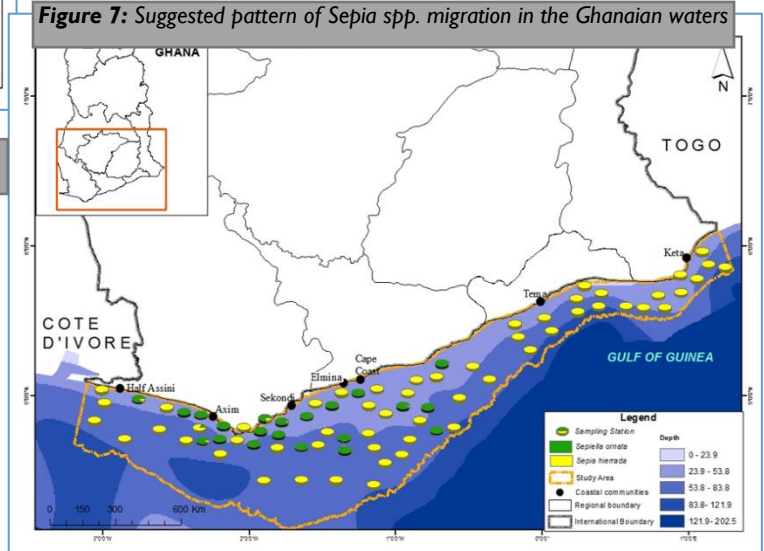 Figure 7: Suggested pattern of Sepia spp. migration in the Ghanaian waters
GHANA
N
TOGO
Keta
Tema
COTE
D'IVORE
Cape
Coast
Elmina
Sekondi
Half Assini
Axim
GULF OF GUINEA
Legend
Sampling Station
Sepiella ornata
Sepia hierrada
Study Area
Coastal communities
Regional boundary
International Boundary
Depth
0 - 23.9
23.9 - 53.8
53.8 - 83.8
83.8- 121.9
121.9- 202.5
0 150 300 600 Km